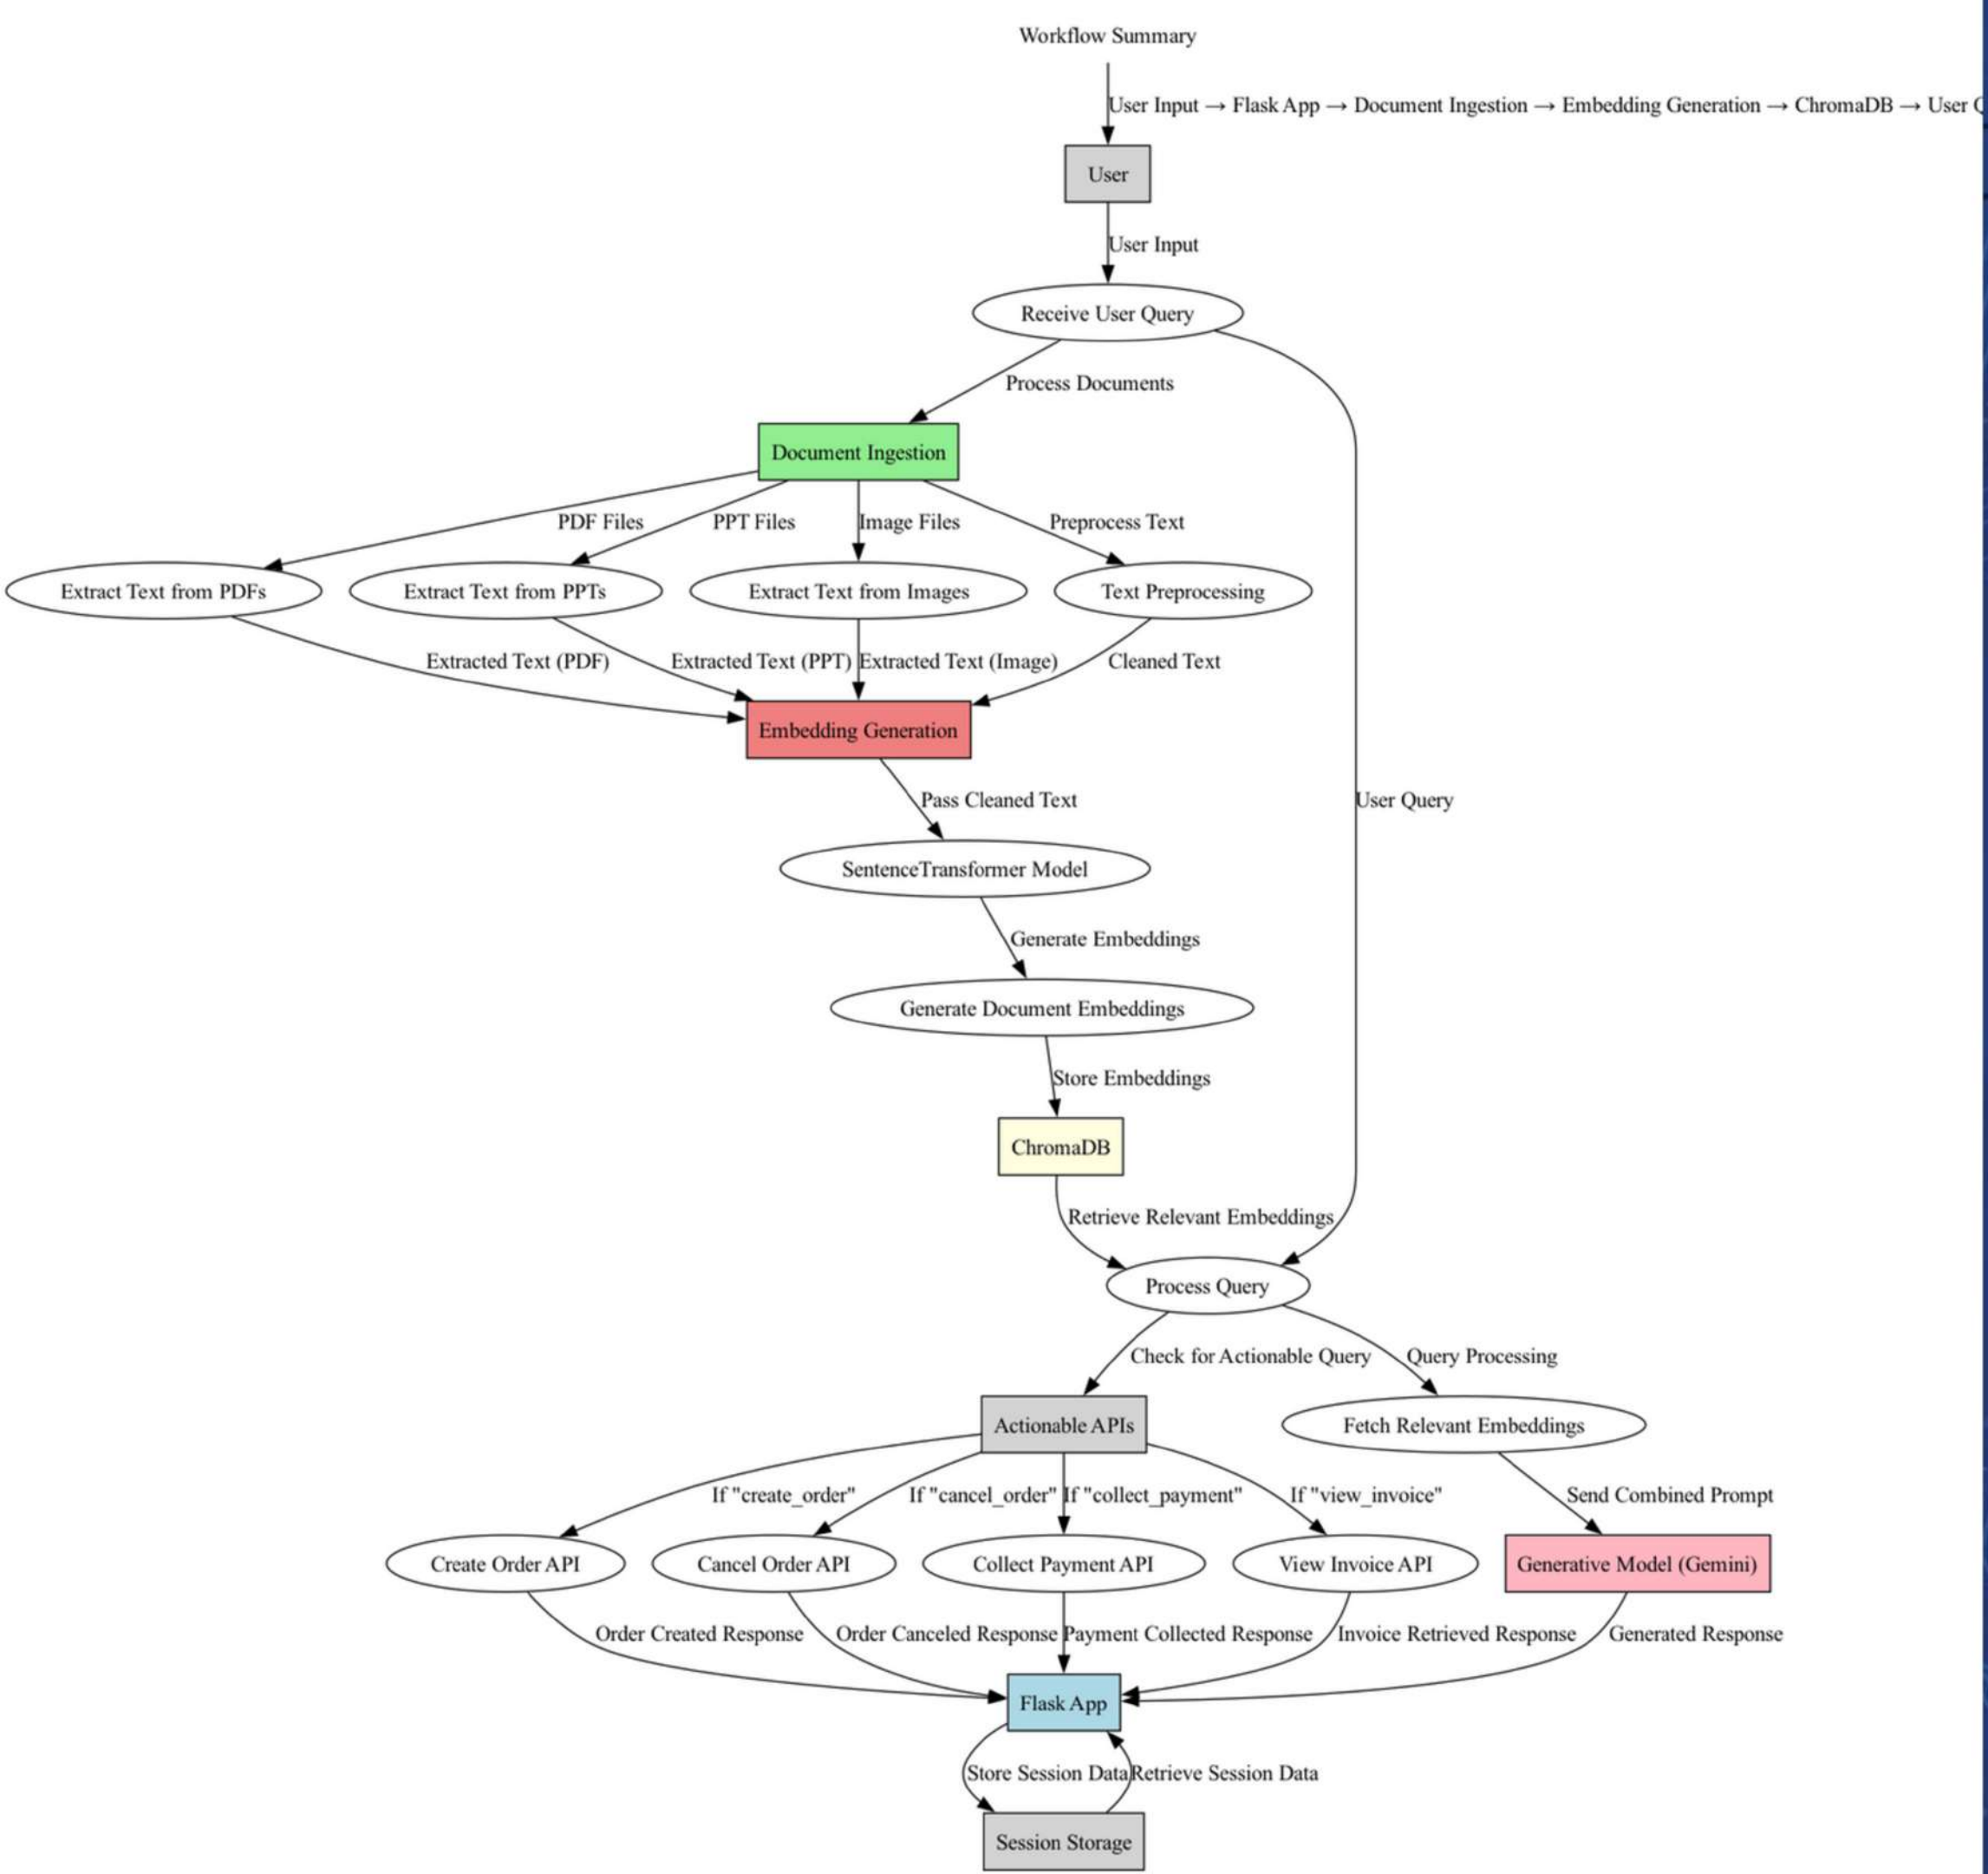 Workflow Summary
User Input → Flask App → Document Ingestion → Embedding Generation → ChromaDB → User
User
User Input
Receive User Query
Process Documents
Document Ingestion
PDF Files
PPT Files
Image Files
Preprocess Text
Extract Text from PDFs
Extract Text from PPTs
Extract Text from Images
Text Preprocessing
Extracted Text (PDF)
Extracted Text (PPT)
Extracted Text (Image)
Cleaned Text
Embedding Generation
Pass Cleaned Text
User Query
SentenceTransformer Model
Generate Embeddings
Generate Document Embeddings
Store Embeddings
ChromaDB
Retrieve Relevant Embeddings
Process Query
Check for Actionable Query
Query Processing
Actionable APIs
Fetch Relevant Embeddings
If "create_order"
If "cancel_order"
If "collect_payment"
If "view_invoice"
Send Combined Prompt
Create Order API
Cancel Order API
Collect Payment API
View Invoice API
Generative Model (Gemini)
Order Created Response
Order Canceled Response
Payment Collected Response
Invoice Retrieved Response
Generated Response
Flask App
Store Session Data
Retrieve Session Data
Session Storage